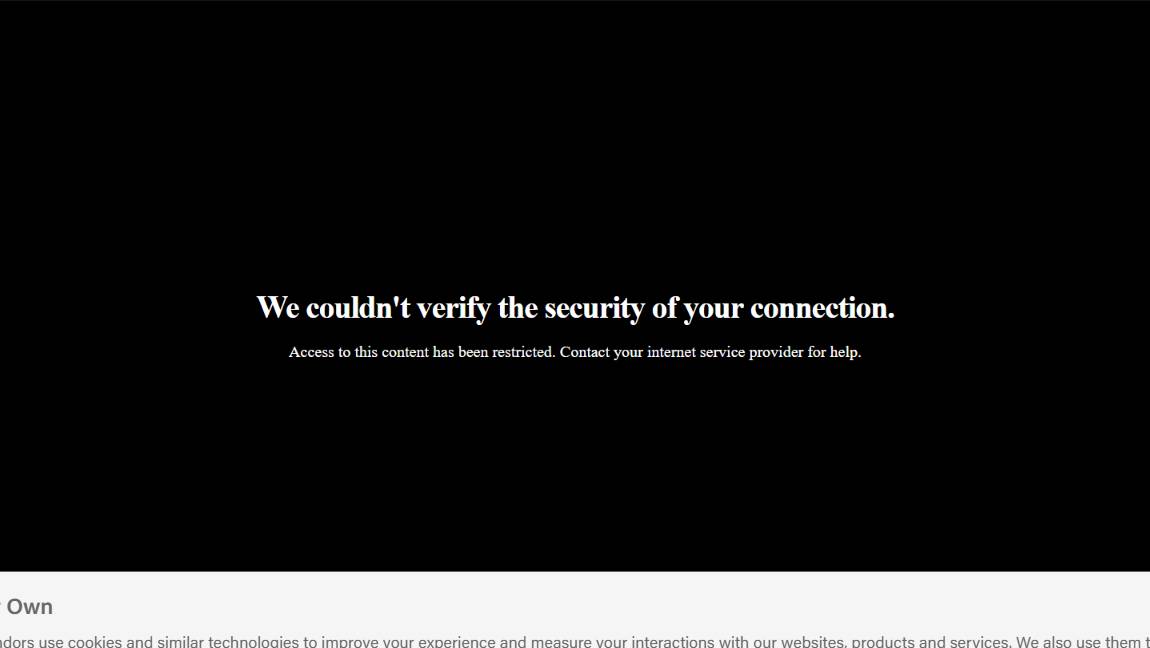 We couldn't verify the security of your connection.
Access to this content has been restricted. Contact your internet service provider for help.
Own
use cookies and similar technologies to improve your experience and measure your interactions with our websites, products and services. We also use them